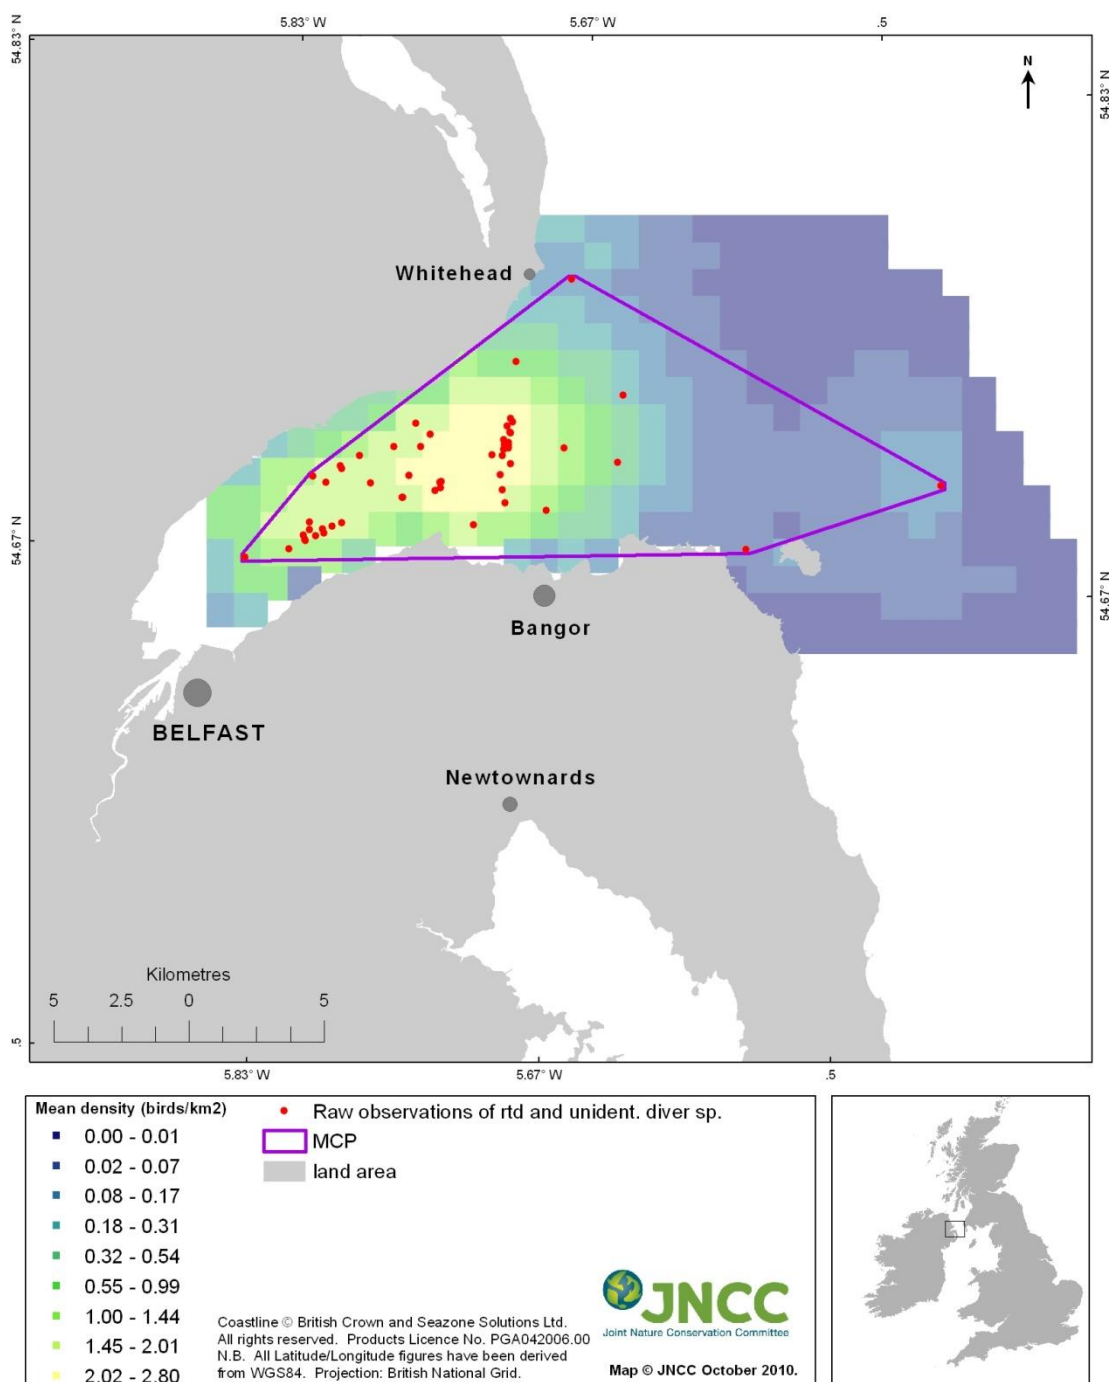 5.83° W
5.67° W
.5
54.83° N
54.83° N
N
Whitehead
54.67° N
54.67° N
Bangor
BELFAST
Newtownards
Kilometres
5 2.5 0 5
.5
5.83° W
5.67° W
.5
Mean density (birds/km2)
0.00 - 0.01
0.02 - 0.07
0.08 - 0.17
0.18 - 0.31
0.32 - 0.54
0.55 - 0.99
1.00 - 1.44
1.45 - 2.01
2.02 - 2.80
Raw observations of rtd and unident. diver sp.
MCP
land area
Coastline © British Crown and Seazone Solutions Ltd.
All rights reserved. Products Licence No. PGA042006.00
N.B. All Latitude/Longitude figures have been derived
from WGS84. Projection: British National Grid.
JNCC
Joint Nature Conservation Committee
Map © JNCC October 2010.